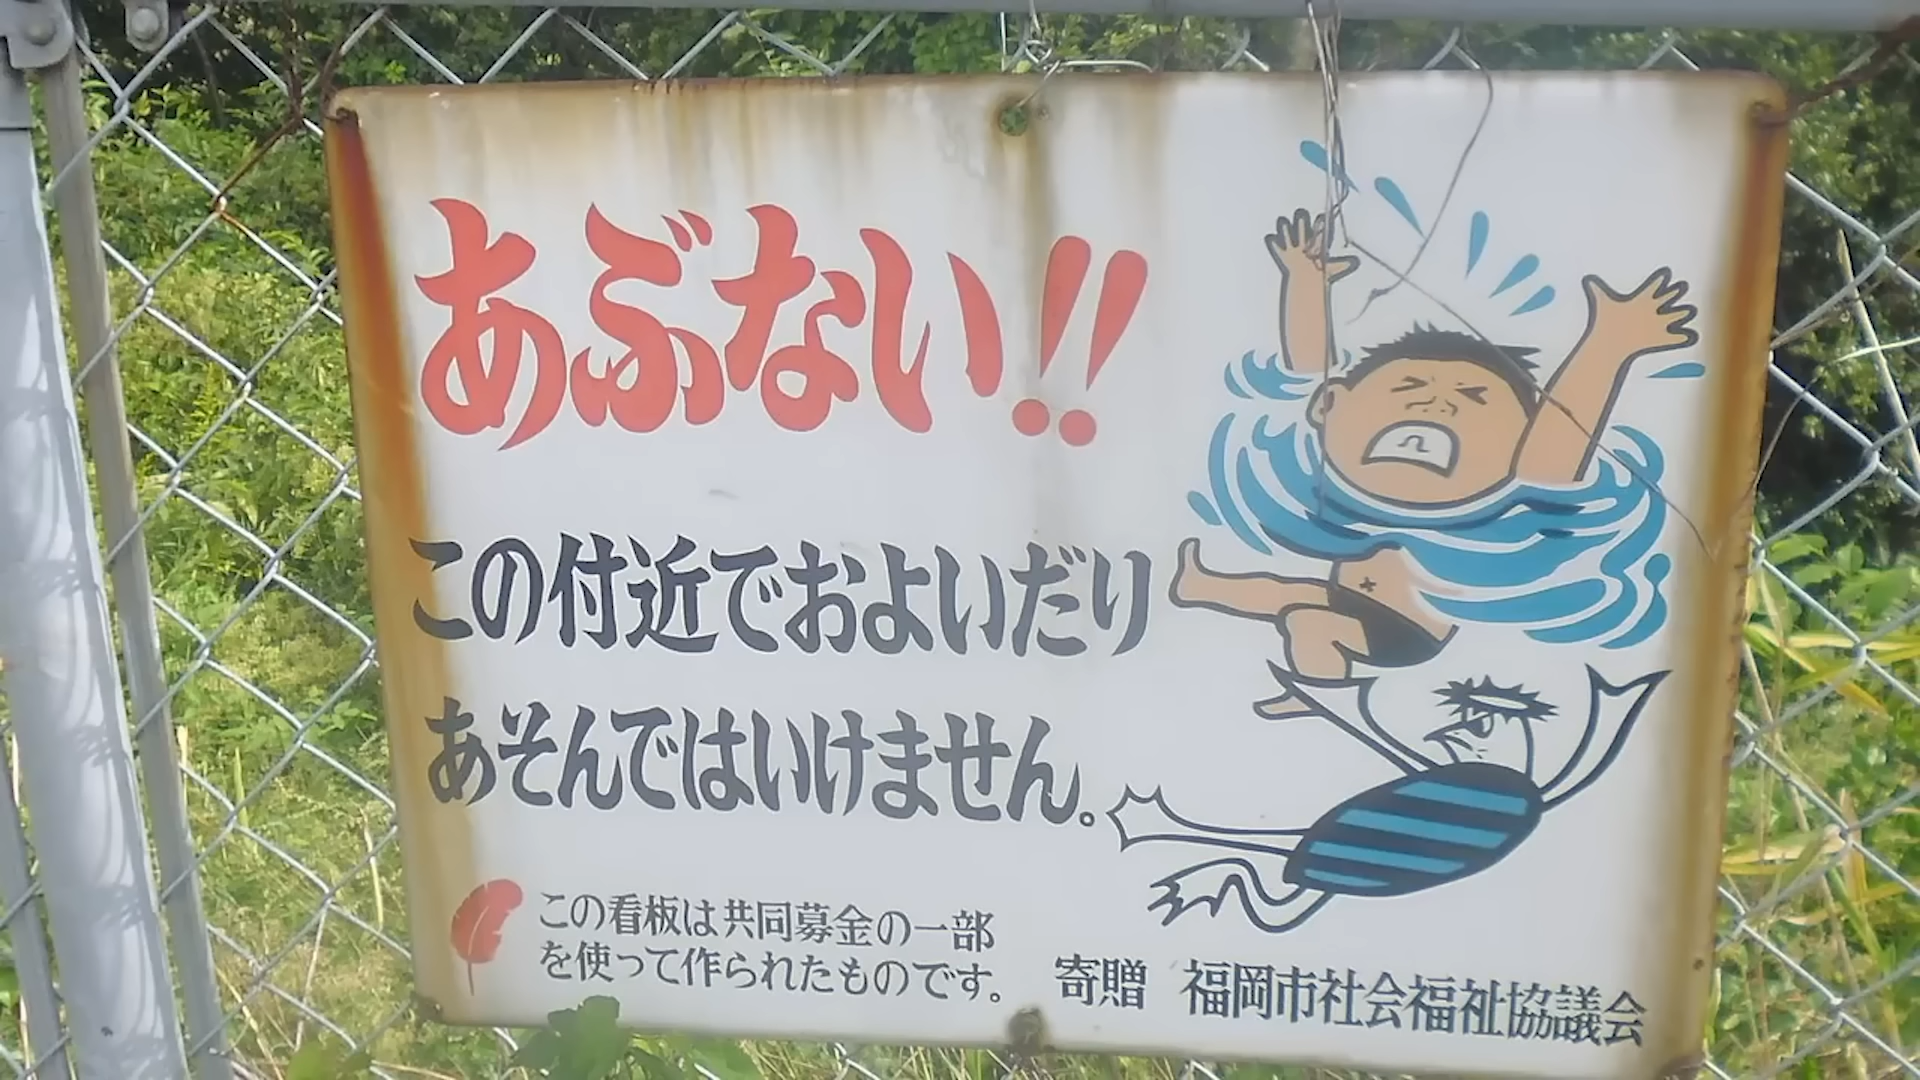 あぶない!!
この付近でおよいだり
あそんではいけません。
この看板は共同募金の一部
を使って作られたものです。
寄贈 福岡市社会福祉協議会